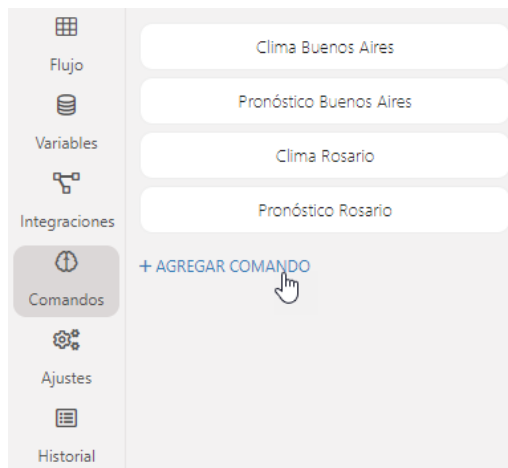 Flujo
Variables
Integraciones
Comandos
Ajustes
Historial
Clima Buenos Aires
Pronóstico Buenos Aires
Clima Rosario
Pronóstico Rosario
+ AGREGAR COMANDO